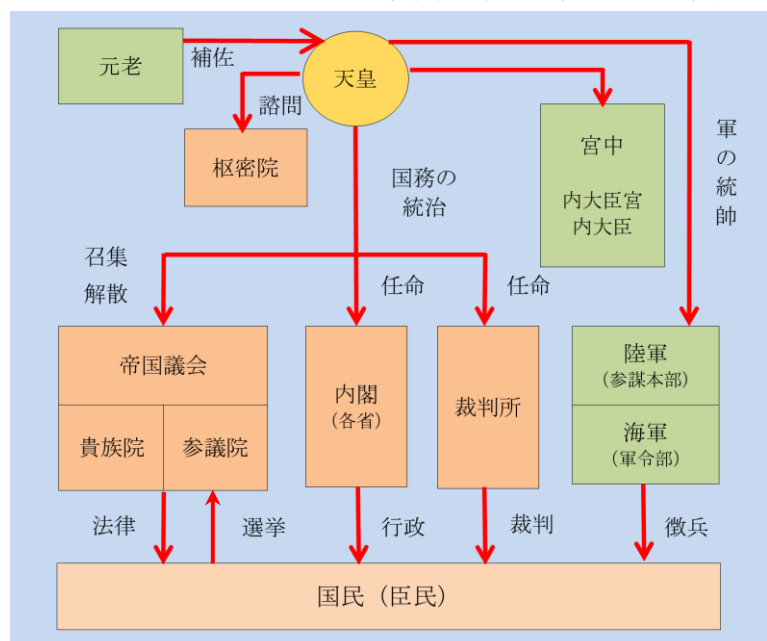 元老
補佐
天皇
諮問
枢密院
国務の
統治
宮中
内大臣宮
内大臣
軍の統帥
召集
解散
任命
任命
帝国議会
貴族院
参議院
内閣
（各省）
裁判所
陸軍
（参謀本部）
海軍
（軍令部）
法律
選挙
行政
裁判
徴兵
国民（臣民）